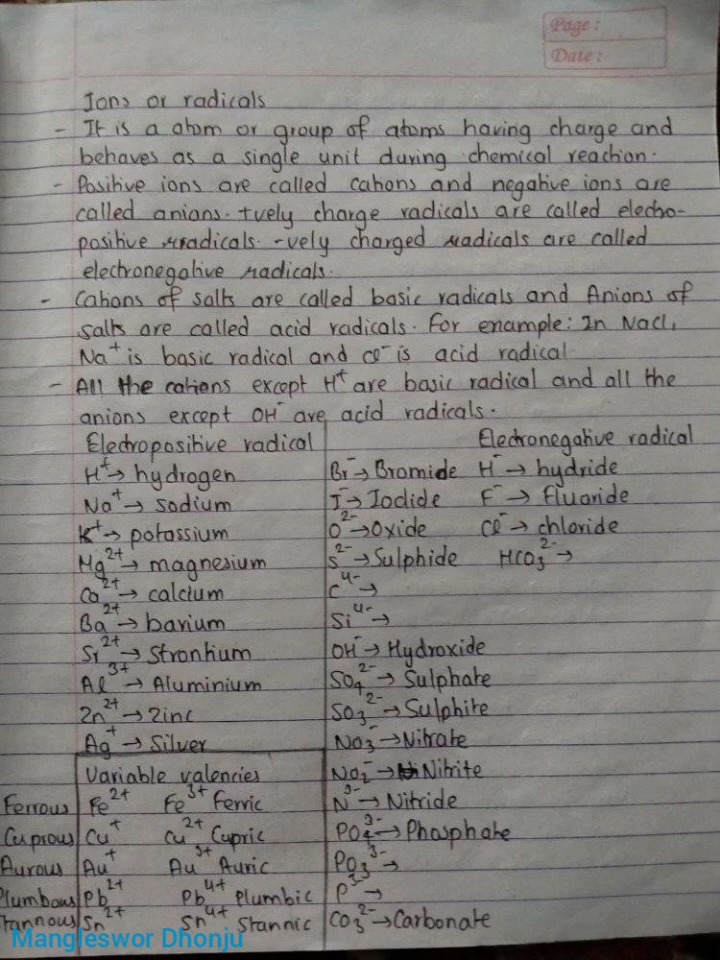 Page:
Date:
Ions or radicals
- It is a atom or group of atoms having charge and
behaves as a single unit during chemical reaction.
- Positive ions are called cations and negative ions are
called anions. +vely charge radicals are called electro-
positive radicals. -vely charged radicals are called
electronegative radicals.
- Cations of salts are called basic radicals and Anions of
salts are called acid radicals. For enample: In NaCl,
Na⁺ is basic radical and Cl⁻ is acid radical.
- All the cations except H⁺ are basic radical and all the
anions except OH⁻ are acid radicals.
Electropositive radical
H⁺ → hydrogen
Na⁺ → sodium
K⁺ → potassium
Mg²⁺ → magnesium
Ca²⁺ → calcium
Ba²⁺ → barium
Sr²⁺ → Strontium
Al³⁺ → Aluminium
Zn²⁺ → Zinc
Ag⁺ → Silver
Variable valencies
Ferrous Fe²⁺ Fe³⁺ Ferric
Cuprous Cu⁺ Cu²⁺ Cupric
Aurous Au⁺ Au³⁺ Auric
Plumbous Pb²⁺ Pb⁴⁺ Plumbic
Stannous Sn²⁺ Sn⁴⁺ Stannic
Electronegative radical
Br⁻ → Bromide H⁻ → hydride
I⁻ → Iodide F⁻ → Fluoride
O²⁻ → Oxide Cl⁻ → chloride
S²⁻ → Sulphide HCO₃²⁻ →
C⁴⁻ →
Si⁴⁻ →
OH⁻ → Hydroxide
SO₄²⁻ → Sulphate
SO₃²⁻ → Sulphite
NO₃⁻ → Nitrate
NO₂⁻ → Nitrite
N³⁻ → Nitride
PO₄³⁻ → Phosphate
PO₃³⁻ →
P³⁻ →
CO₃²⁻ → Carbonate
Mangleswor Dhonju